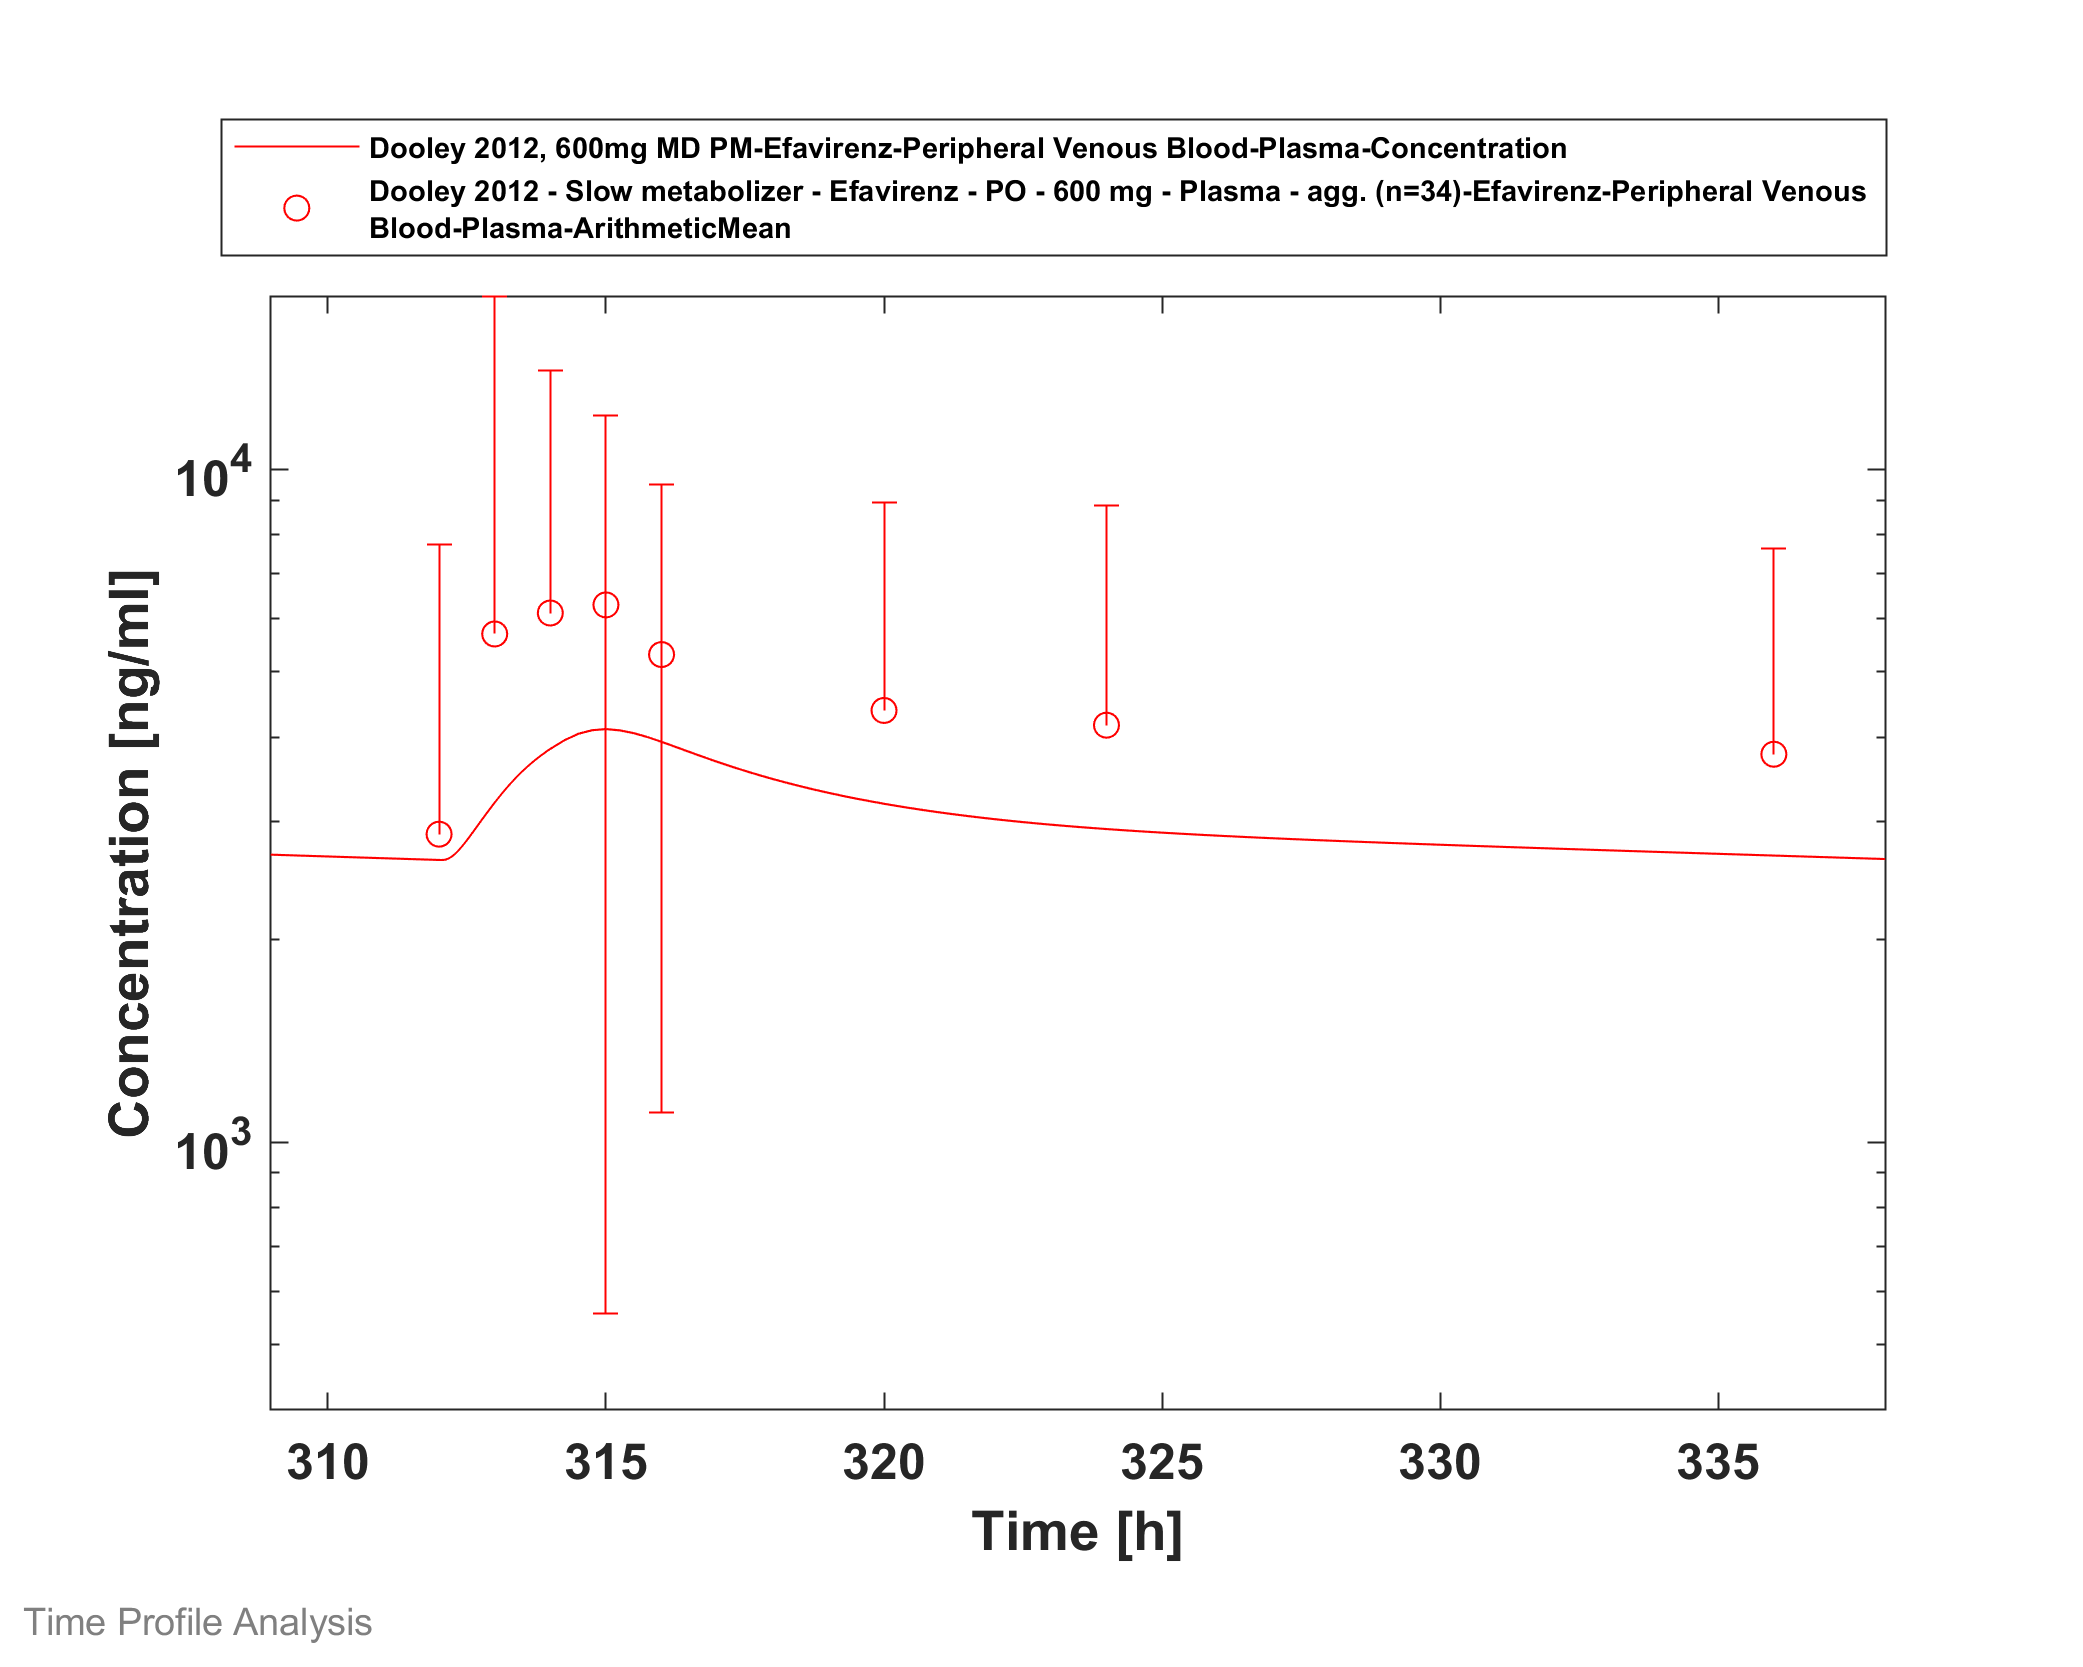 Dooley 2012, 600mg MD PM-Efavirenz-Peripheral Venous Blood-Plasma-Concentration
Dooley 2012 - Slow metabolizer - Efavirenz - PO - 600 mg - Plasma - agg. (n=34)-Efavirenz-Peripheral Venous
Blood-Plasma-ArithmeticMean
10^4
10^3
Concentration [ng/ml]
310 315 320 325 330 335
Time [h]
Time Profile Analysis